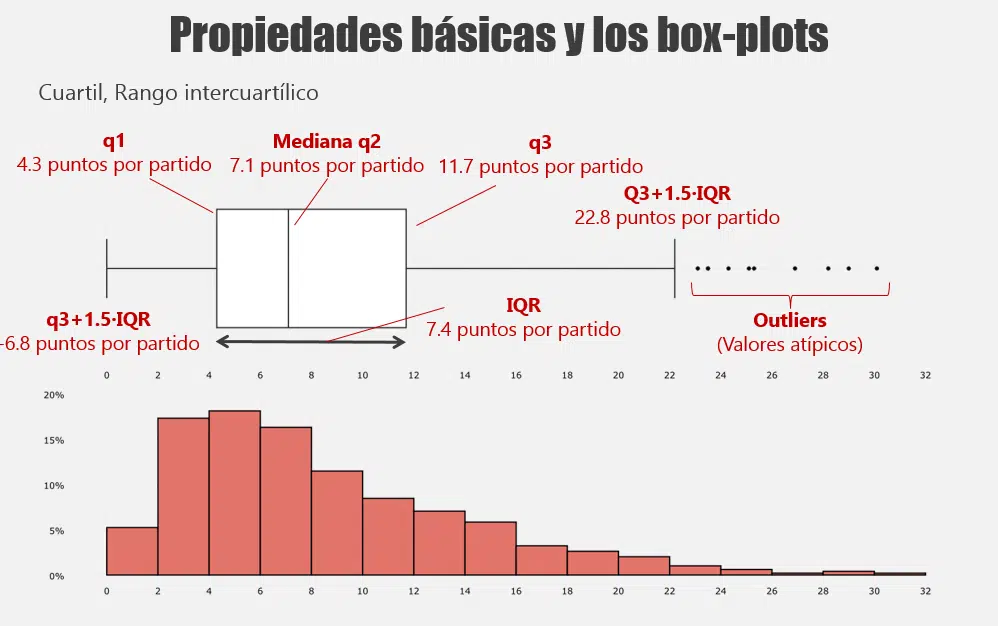 Propiedades básicas y los box-plots
Cuartil, Rango intercuartílico
q1
4.3 puntos por partido
Mediana q2
7.1 puntos por partido
q3
11.7 puntos por partido
Q3+1.5·IQR
22.8 puntos por partido
q3+1.5·IQR
-6.8 puntos por partido
IQR
7.4 puntos por partido
Outliers
(Valores atípicos)
0 2 4 6 8 10 12 14 16 18 20 22 24 26 28 30 32
20%
15%
10%
5%
0%
0 2 4 6 8 10 12 14 16 18 20 22 24 26 28 30 32